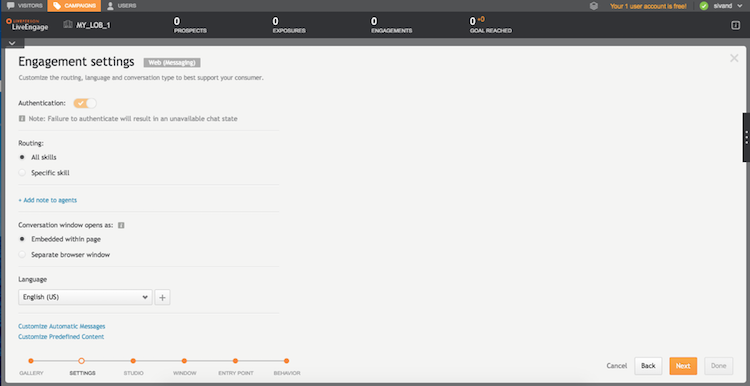 VISITORS CAMPAIGNS USERS Your 1 user account is free! sivand
LIVEPERSON
LiveEngage MY_LOB_1
0 PROSPECTS
0 EXPOSURES
0 ENGAGEMENTS
0 +0 GOAL REACHED
Engagement settings Web (Messaging)
Customize the routing, language and conversation type to best support your consumer.
Authentication:
Note: Failure to authenticate will result in an unavailable chat state
Routing:
All skills
Specific skill
+ Add note to agents
Conversation window opens as:
Embedded within page
Separate browser window
Language
English (US) +
Customize Automatic Messages
Customize Predefined Content
GALLERY SETTINGS STUDIO WINDOW ENTRY POINT BEHAVIOR
Cancel Back Next Done